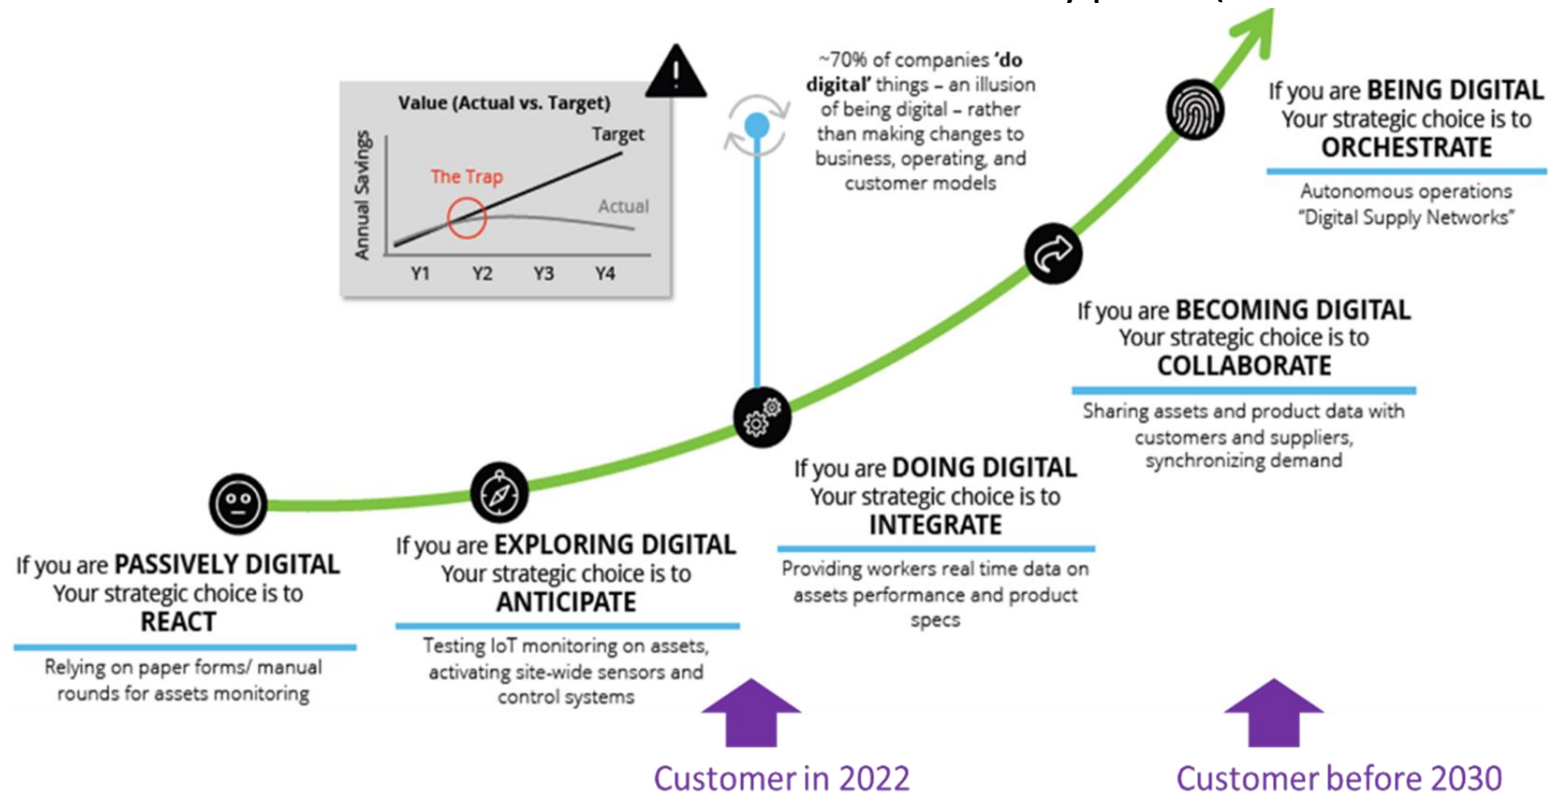 Value (Actual vs. Target)
Annual Savings
Target
The Trap
Actual
Y1 Y2 Y3 Y4
!
~70% of companies ‘do
digital’ things – an illusion
of being digital – rather
than making changes to
business, operating, and
customer models
If you are BEING DIGITAL
Your strategic choice is to
ORCHESTRATE
Autonomous operations
“Digital Supply Networks”
If you are BECOMING DIGITAL
Your strategic choice is to
COLLABORATE
Sharing assets and product data with
customers and suppliers,
synchronizing demand
If you are DOING DIGITAL
Your strategic choice is to
INTEGRATE
Providing workers real time data on
assets performance and product
specs
If you are EXPLORING DIGITAL
Your strategic choice is to
ANTICIPATE
Testing IoT monitoring on assets,
activating site-wide sensors and
control systems
If you are PASSIVELY DIGITAL
Your strategic choice is to
REACT
Relying on paper forms/ manual
rounds for assets monitoring
Customer in 2022
Customer before 2030